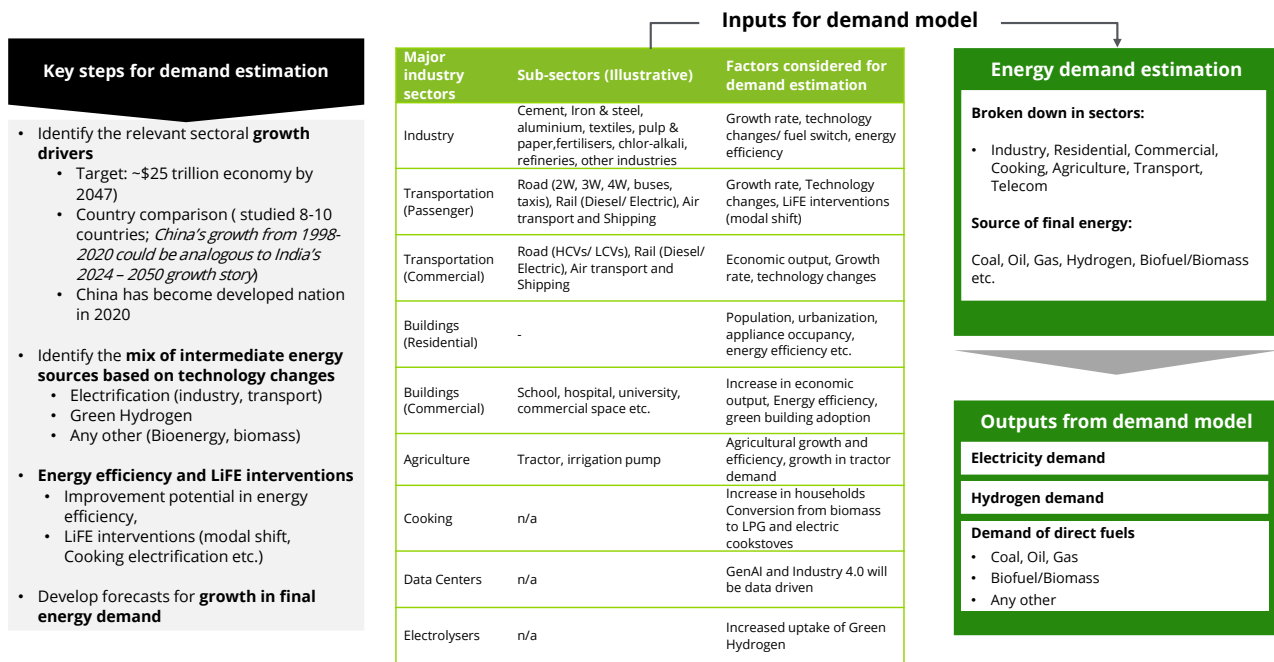 Inputs for demand model
Key steps for demand estimation
• Identify the relevant sectoral growth
drivers
• Target: ~$25 trillion economy by
2047)
• Country comparison ( studied 8-10
countries; China's growth from 1998-
2020 could be analogous to India's
2024 – 2050 growth story)
• China has become developed nation
in 2020
• Identify the mix of intermediate energy
sources based on technology changes
• Electrification (industry, transport)
• Green Hydrogen
• Any other (Bioenergy, biomass)
• Energy efficiency and LiFE interventions
• Improvement potential in energy
efficiency,
• LiFE interventions (modal shift,
Cooking electrification etc.)
• Develop forecasts for growth in final
energy demand
Major
industry
sectors
Sub-sectors (Illustrative)
Factors considered for
demand estimation
Industry
Cement, Iron & steel,
aluminium, textiles, pulp &
paper,fertilisers, chlor-alkali,
refineries, other industries
Growth rate, technology
changes/ fuel switch, energy
efficiency
Transportation
(Passenger)
Road (2W, 3W, 4W, buses,
taxis), Rail (Diesel/ Electric), Air
transport and Shipping
Growth rate, Technology
changes, LiFE interventions
(modal shift)
Transportation
(Commercial)
Road (HCVs/ LCVs), Rail (Diesel/
Electric), Air transport and
Shipping
Economic output, Growth
rate, technology changes
Buildings
(Residential)
-
Population, urbanization,
appliance occupancy,
energy efficiency etc.
Buildings
(Commercial)
School, hospital, university,
commercial space etc.
Increase in economic
output, Energy efficiency,
green building adoption
Agriculture
Tractor, irrigation pump
Agricultural growth and
efficiency, growth in tractor
demand
Cooking
n/a
Increase in households
Conversion from biomass
to LPG and electric
cookstoves
Data Centers
n/a
GenAI and Industry 4.0 will
be data driven
Electrolysers
n/a
Increased uptake of Green
Hydrogen
Energy demand estimation
Broken down in sectors:
• Industry, Residential, Commercial,
Cooking, Agriculture, Transport,
Telecom
Source of final energy:
Coal, Oil, Gas, Hydrogen, Biofuel/Biomass
etc.
Outputs from demand model
Electricity demand
Hydrogen demand
Demand of direct fuels
• Coal, Oil, Gas
• Biofuel/Biomass
• Any other